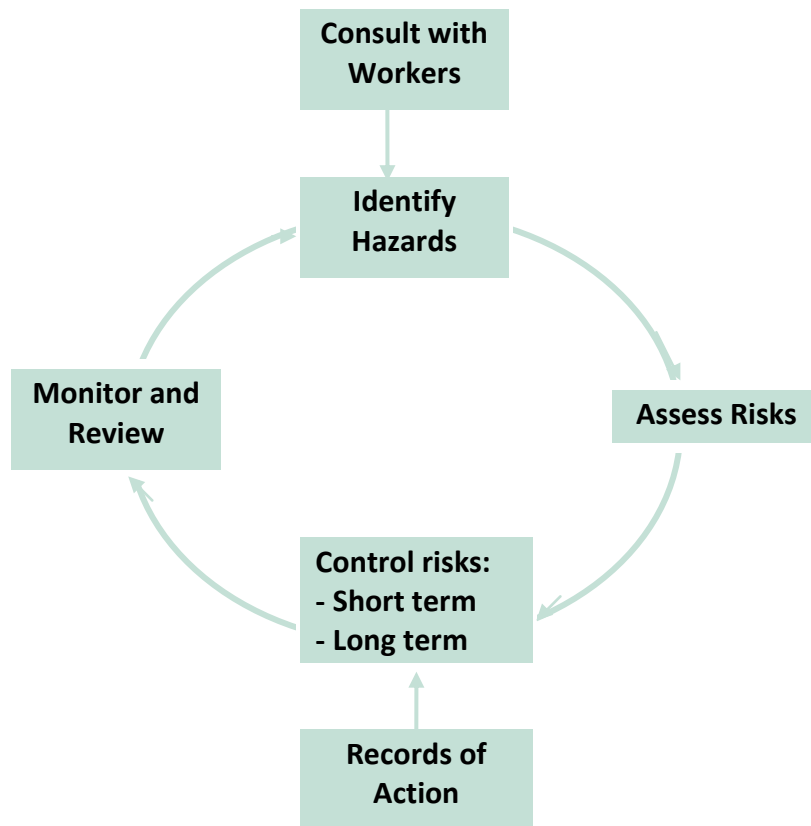 Consult with
Workers
Identify
Hazards
Monitor and
Review
Assess Risks
Control risks:
- Short term
- Long term
Records of
Action